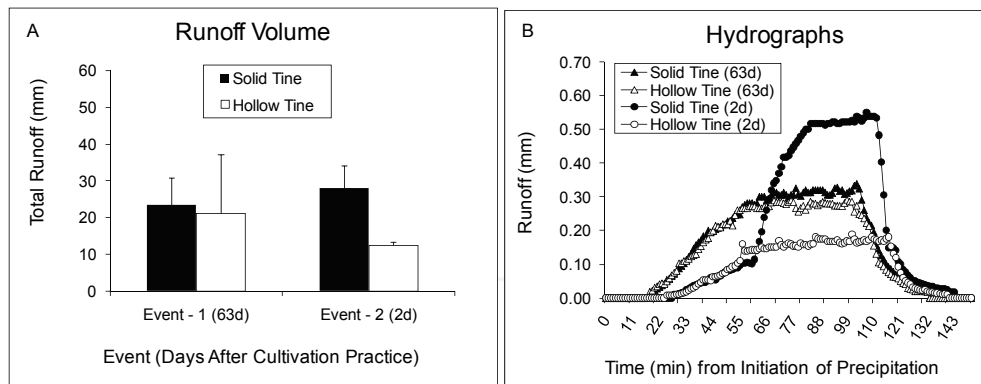 A
Runoff Volume
Total Runoff (mm)
60
50
40
30
20
10
0
Solid Tine
Hollow Tine
Event - 1 (63d)
Event - 2 (2d)
Event (Days After Cultivation Practice)
B
Hydrographs
Runoff (mm)
0.70
0.60
0.50
0.40
0.30
0.20
0.10
0.00
Solid Tine (63d)
Hollow Tine (63d)
Solid Tine (2d)
Hollow Tine (2d)
0
11
22
33
44
55
66
77
88
99
110
121
132
143
Time (min) from Initiation of Precipitation